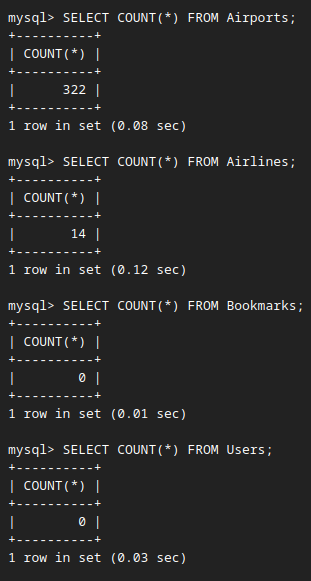 mysql> SELECT COUNT(*) FROM Airports;
+----------+
| COUNT(*) |
+----------+
|      322 |
+----------+
1 row in set (0.08 sec)

mysql> SELECT COUNT(*) FROM Airlines;
+----------+
| COUNT(*) |
+----------+
|       14 |
+----------+
1 row in set (0.12 sec)

mysql> SELECT COUNT(*) FROM Bookmarks;
+----------+
| COUNT(*) |
+----------+
|        0 |
+----------+
1 row in set (0.01 sec)

mysql> SELECT COUNT(*) FROM Users;
+----------+
| COUNT(*) |
+----------+
|        0 |
+----------+
1 row in set (0.03 sec)